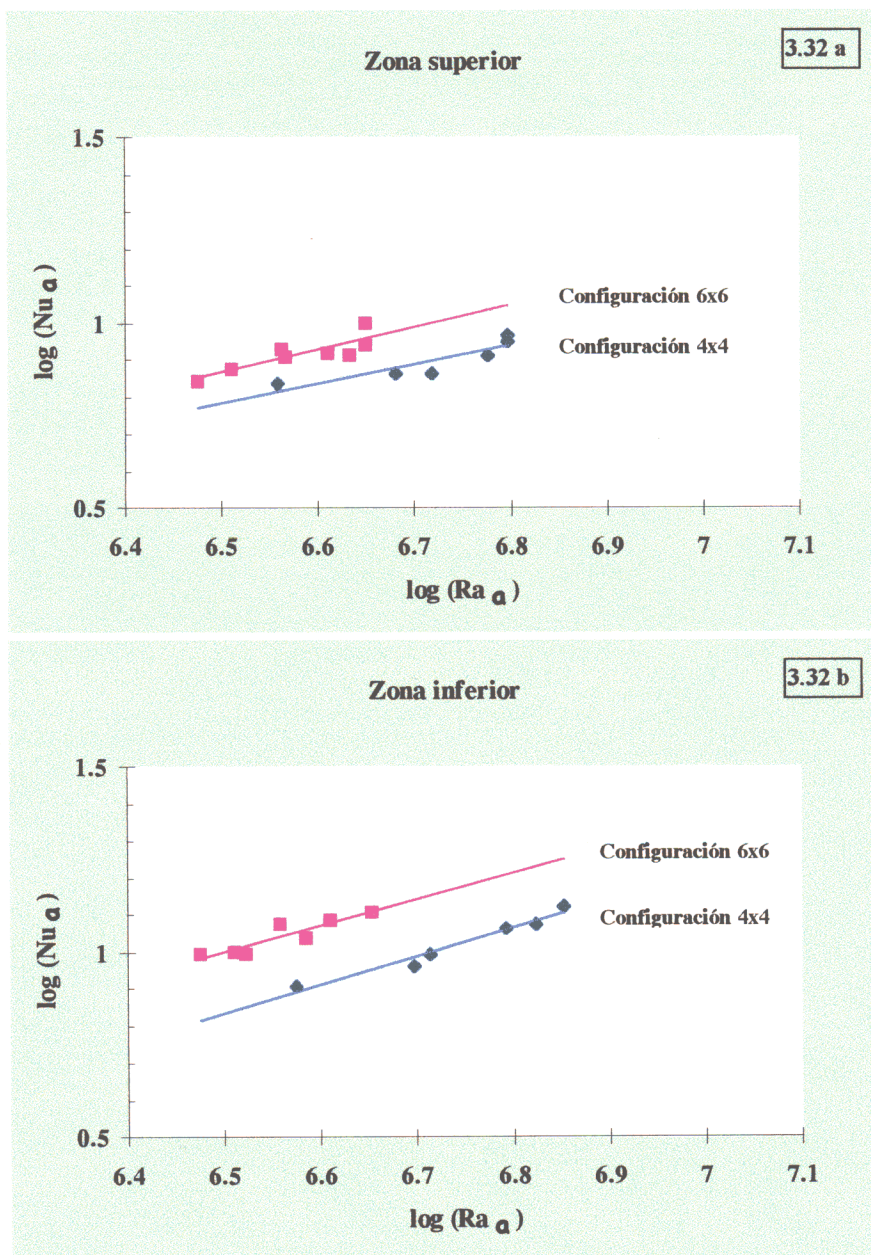 3.32 a
Zona superior
1.5
1
0.5
log (Nu a)
Configuración 6x6
Configuración 4x4
6.4 6.5 6.6 6.7 6.8 6.9 7 7.1
log (Ra a)
3.32 b
Zona inferior
1.5
1
0.5
log (Nu a)
Configuración 6x6
Configuración 4x4
6.4 6.5 6.6 6.7 6.8 6.9 7 7.1
log (Ra a)